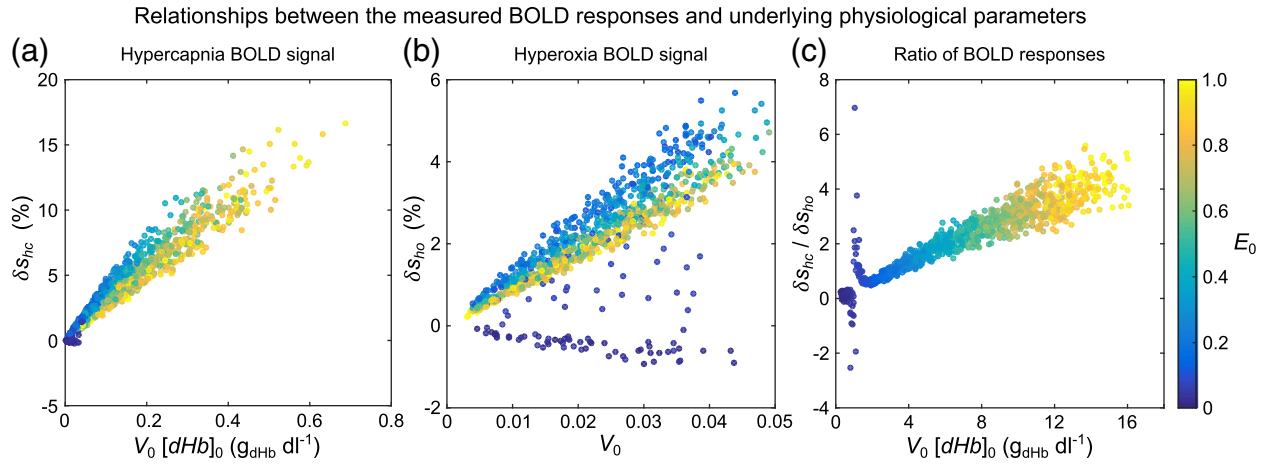 Relationships between the measured BOLD responses and underlying physiological parameters
(a)
Hypercapnia BOLD signal
20
15
10
5
0
-5
δs_hc (%)
0
0.2
0.4
0.6
0.8
V_0 [dHb]_0 (g_dHb dl^-1)
(b)
Hyperoxia BOLD signal
6
4
2
0
-2
δs_ho (%)
0
0.01
0.02
0.03
0.04
0.05
V_0
(c)
Ratio of BOLD responses
8
6
4
2
0
-2
-4
δs_hc / δs_ho
0
4
8
12
16
V_0 [dHb]_0 (g_dHb dl^-1)
1.0
0.8
0.6
0.4
0.2
0
E_0